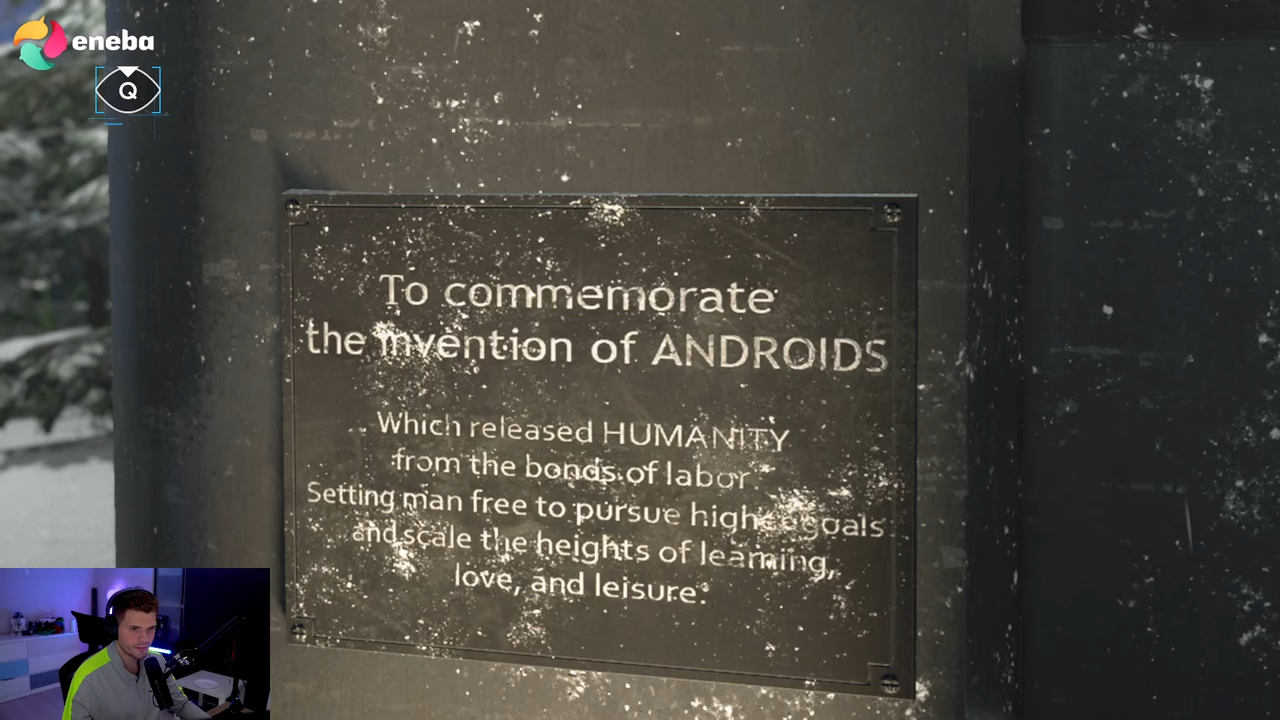 eneba
Q
To commemorate
the invention of ANDROIDS
Which released HUMANITY
from the bonds of labor.
Setting man free to pursue higher goals
and scale the heights of learning,
love, and leisure.